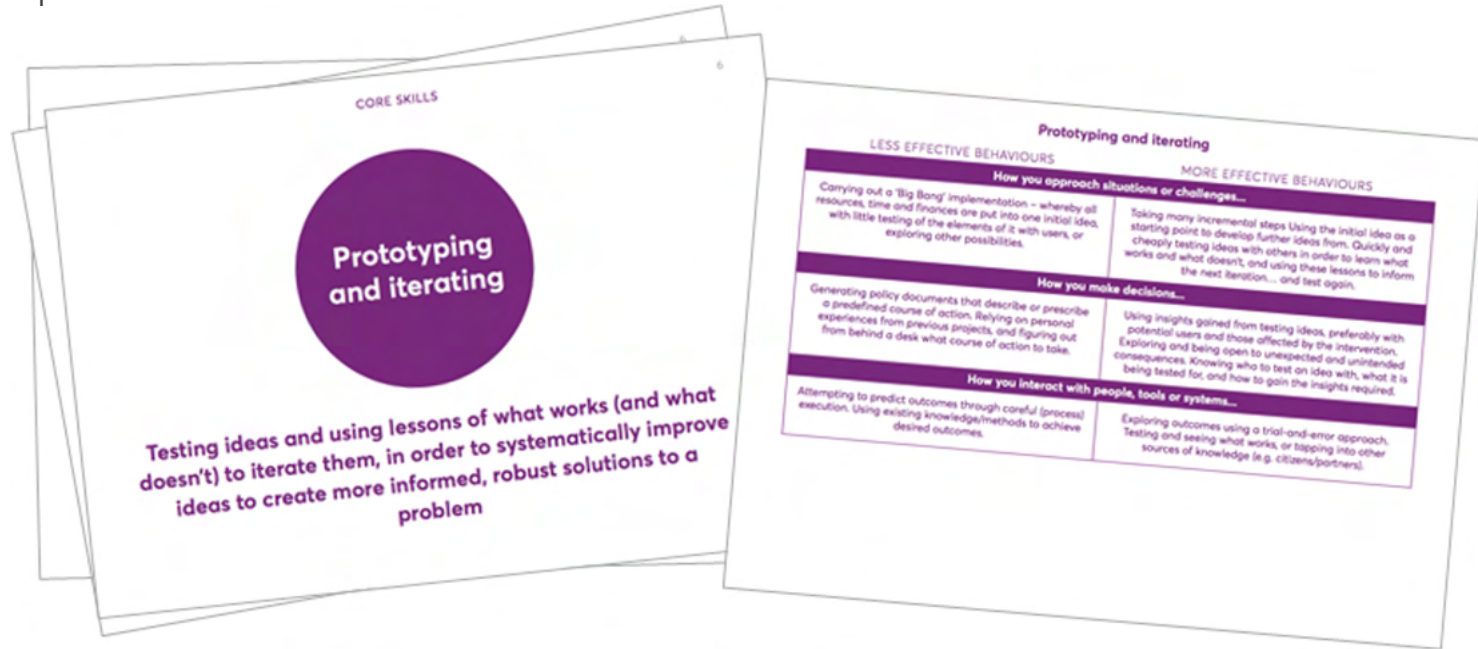 6
6
CORE SKILLS
Prototyping
and iterating
Testing ideas and using lessons of what works (and what
doesn't) to iterate them, in order to systematically improve
ideas to create more informed, robust solutions to a
problem
Prototyping and iterating
LESS EFFECTIVE BEHAVIOURS
MORE EFFECTIVE BEHAVIOURS
How you approach situations or challenges...
Carrying out a 'Big Bang' implementation – whereby all
resources, time and finances are put into one initial idea,
with little testing of the elements of it with users, or
exploring other possibilities.
Taking many incremental steps Using the initial idea as a
starting point to develop further ideas from. Quickly and
cheaply testing ideas with others in order to learn what
works and what doesn't, and using these lessons to inform
the next iteration... and test again.
How you make decisions...
Generating policy documents that describe or prescribe
a predefined course of action. Relying on personal
experiences from previous projects, and figuring out
from behind a desk what course of action to take.
Using insights gained from testing ideas, preferably with
potential users and those affected by the intervention.
Exploring and being open to unexpected and unintended
consequences. Knowing who to test an idea with, what it is
being tested for, and how to gain the insights required.
How you interact with people, tools or systems...
Attempting to predict outcomes through careful (process)
execution. Using existing knowledge/methods to achieve
desired outcomes.
Exploring outcomes using a trial-and-error approach.
Testing and seeing what works, or tapping into other
sources of knowledge (e.g. citizens/partners).